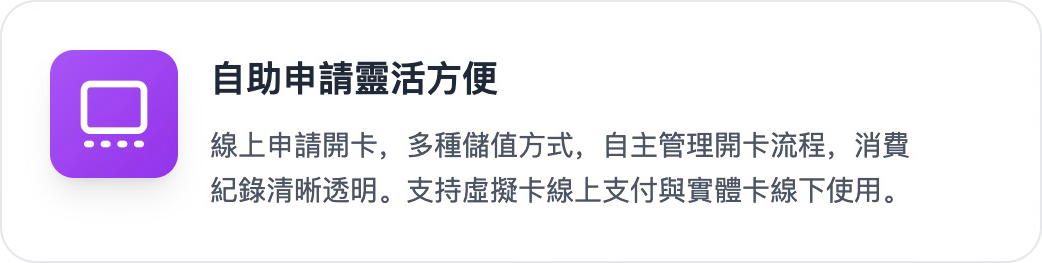 自助申請靈活方便
線上申請開卡，多種儲值方式，自主管理開卡流程，消費
紀錄清晰透明。支持虛擬卡線上支付與實體卡線下使用。